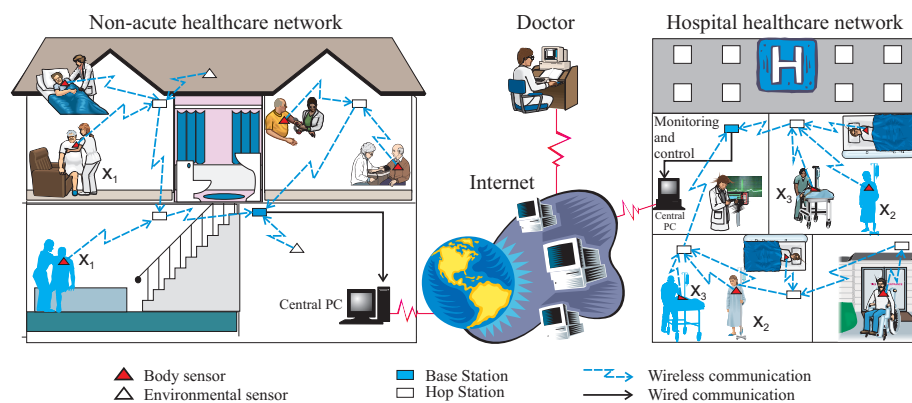 Non-acute healthcare network
Doctor
Hospital healthcare network
H
Monitoring
and
control
x1
x3
x2
Internet
Central
PC
x1
x3
x2
Central PC
Body sensor
Base Station
Wireless communication
Environmental sensor
Hop Station
Wired communication